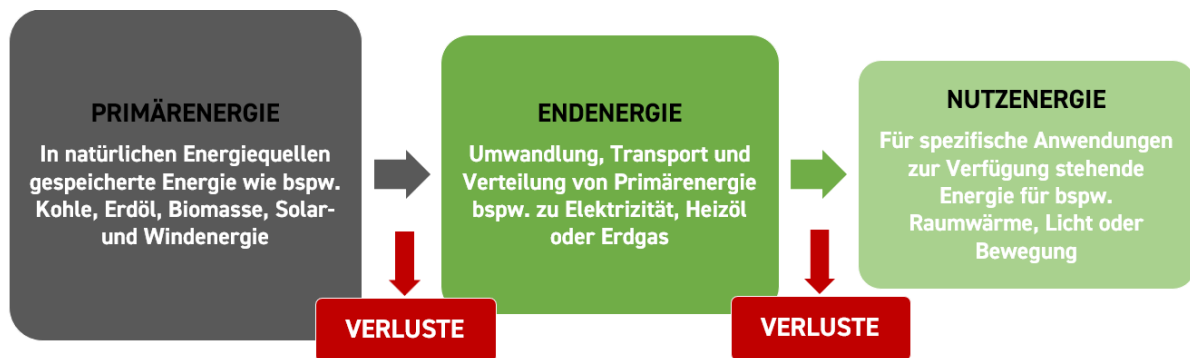 PRIMÄRENERGIE
In natürlichen Energiequellen
gespeicherte Energie wie bspw.
Kohle, Erdöl, Biomasse, Solar-
und Windenergie
VERLUSTE
ENDENERGIE
Umwandlung, Transport und
Verteilung von Primärenergie
bspw. zu Elektrizität, Heizöl
oder Erdgas
VERLUSTE
NUTZENERGIE
Für spezifische Anwendungen
zur Verfügung stehende
Energie für bspw.
Raumwärme, Licht oder
Bewegung